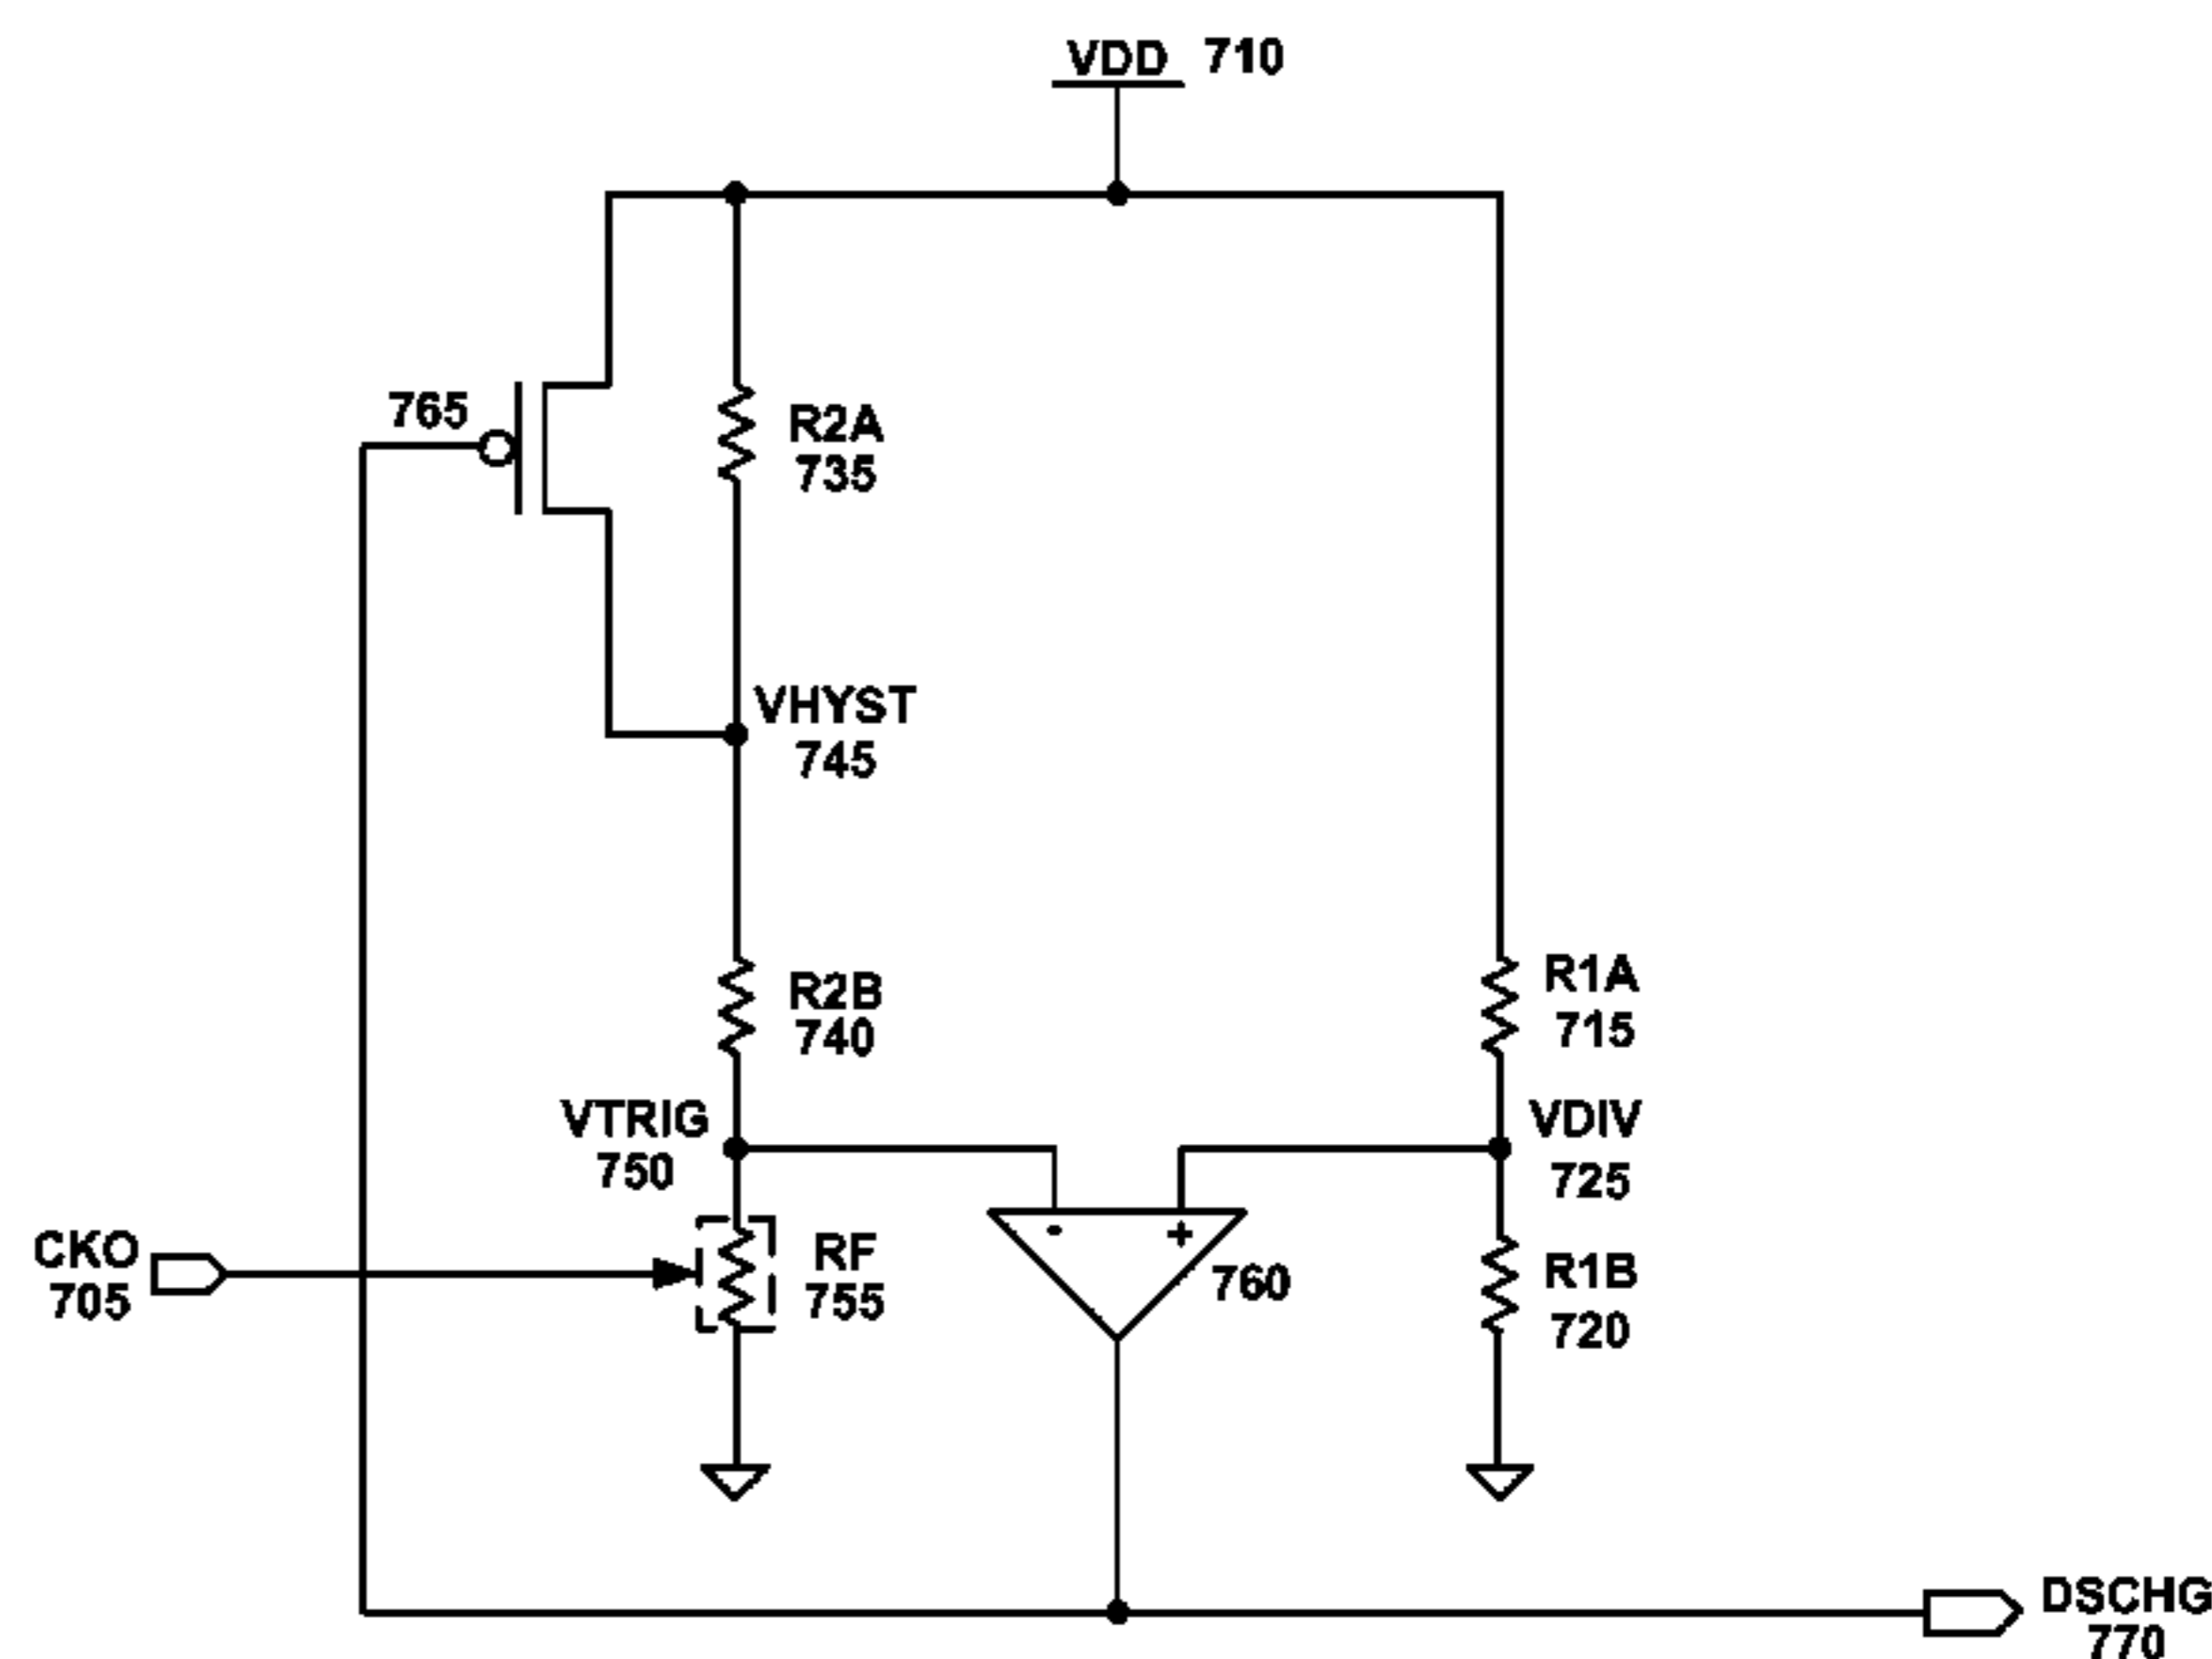 VDD 710
765
R2A
735
VHYST
745
R2B
740
R1A
715
VTRIG
750
VDIV
725
- +
CKO
705
RF
755
760
R1B
720
DSCHG
770